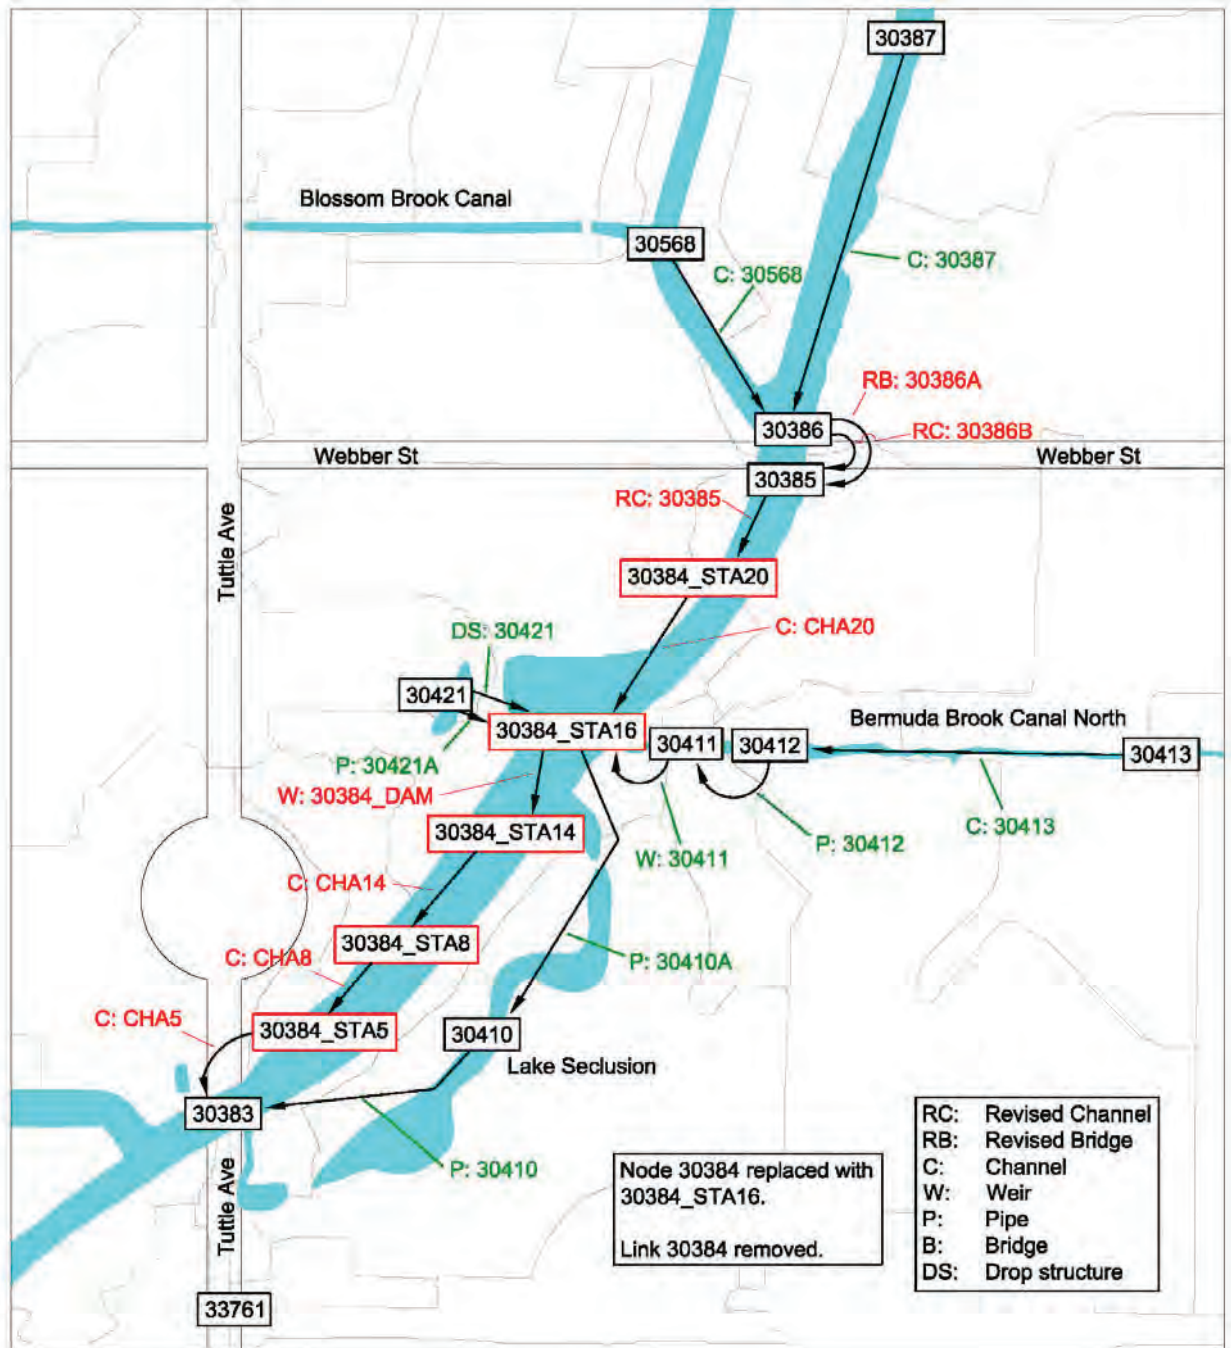 30387
Blossom Brook Canal
30568
C: 30568
C: 30387
RB: 30386A
30386
RC: 30386B
Webber St
Webber St
30385
RC: 30385
Tuttle Ave
30384_STA20
C: CHA20
DS: 30421
30421
30384_STA16
Bermuda Brook Canal North
30411
30412
30413
P: 30421A
W: 30384_DAM
30384_STA14
C: 30413
P: 30412
W: 30411
C: CHA14
30384_STA8
C: CHA8
P: 30410A
C: CHA5
30384_STA5
30410
Lake Seclusion
30383
P: 30410
Tuttle Ave
33761
Node 30384 replaced with
30384_STA16.
Link 30384 removed.
RC: Revised Channel
RB: Revised Bridge
C: Channel
W: Weir
P: Pipe
B: Bridge
DS: Drop structure